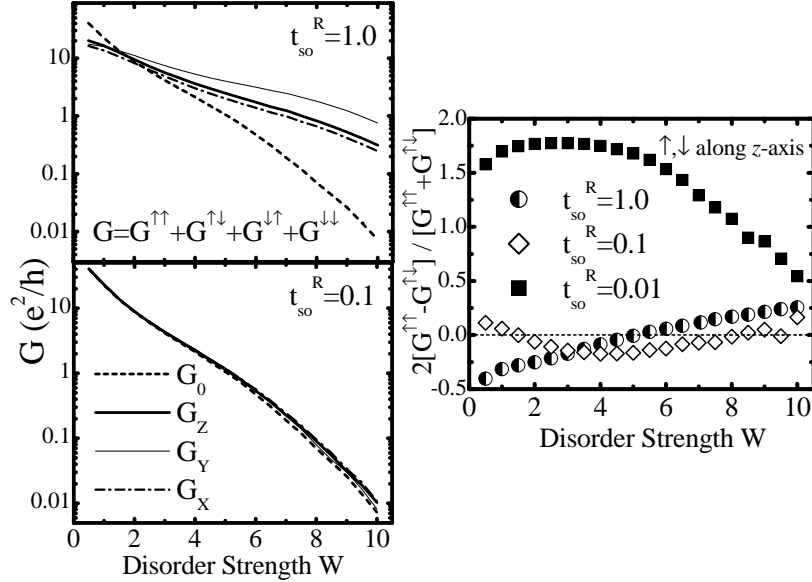 t_so^R=1.0
10
1
0.1
0.01
G=G^↑↑+G^↑↓+G^↓↑+G^↓↓
G (e²/h)
t_so^R=0.1
10
1
0.1
0.01
G_0
G_Z
G_Y
G_X
0 2 4 6 8 10
Disorder Strength W
2[G^↑↑-G^↑↓] / [G^↑↑+G^↑↓]
2.0
1.5
1.0
0.5
0.0
-0.5
↑,↓ along z-axis
t_so^R=1.0
t_so^R=0.1
t_so^R=0.01
0 2 4 6 8 10
Disorder Strength W